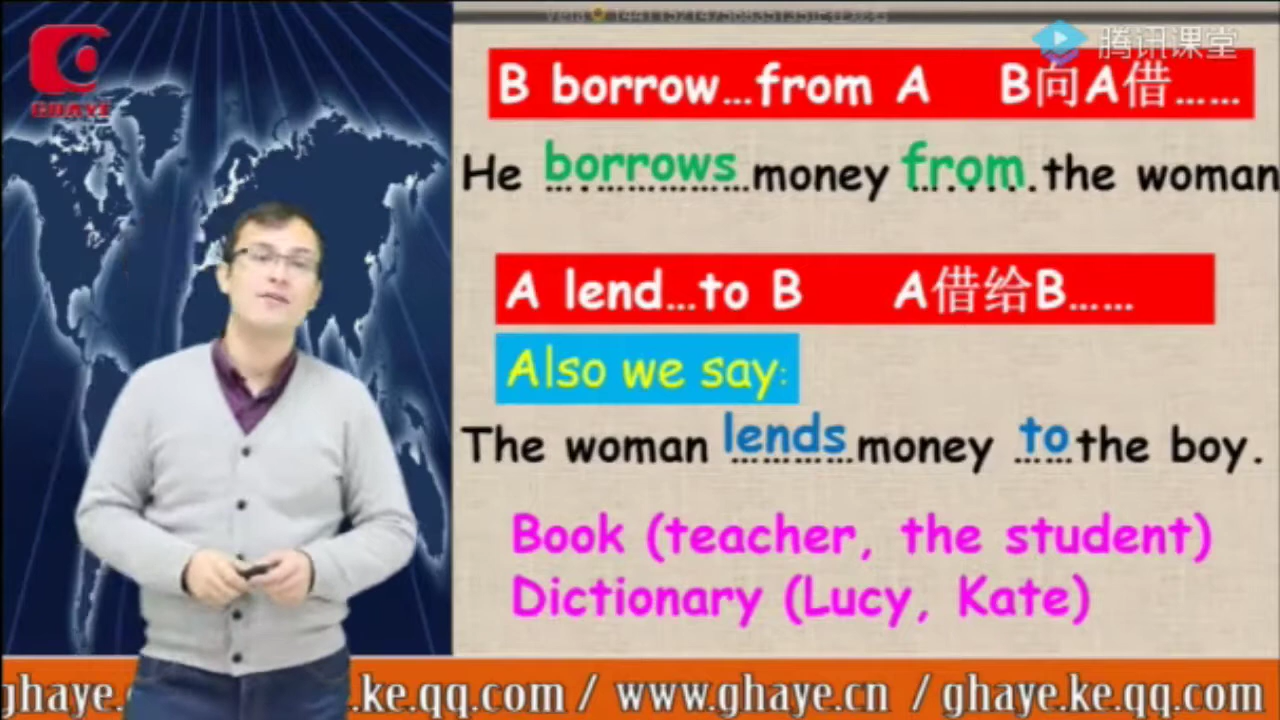 腾讯课堂
GHAYE
B borrow...from A B向A借......
He borrows money from the woman
A lend...to B A借给B......
Also we say:
The woman lends money to the boy.
Book (teacher, the student)
Dictionary (Lucy, Kate)
.ke.qq.com / www.ghaye.cn / ghaye.ke.qq.com
ghaye.